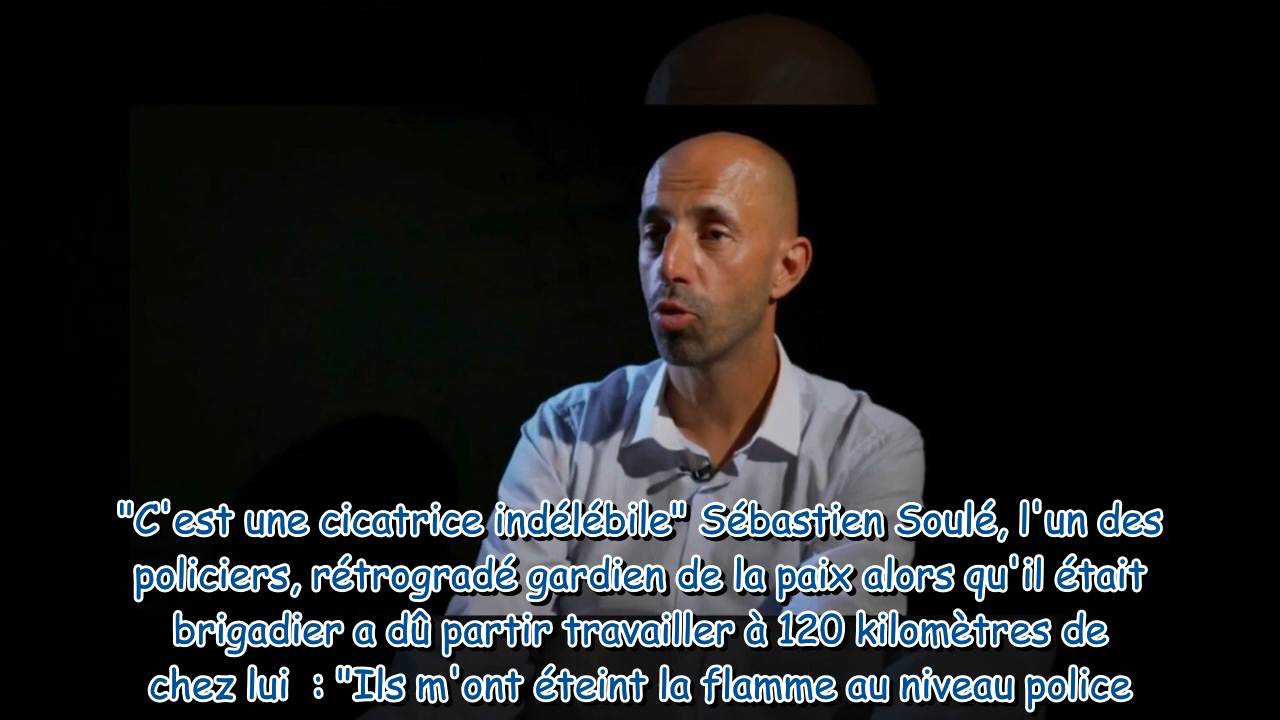 "C'est une cicatrice indélébile" Sébastien Soulé, l'un des
policiers, rétrogradé gardien de la paix alors qu'il était
brigadier a dû partir travailler à 120 kilomètres de
chez lui : "Ils m'ont éteint la flamme au niveau police